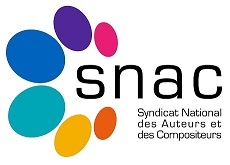 snac
Syndicat National
des Auteurs et
des Compositeurs